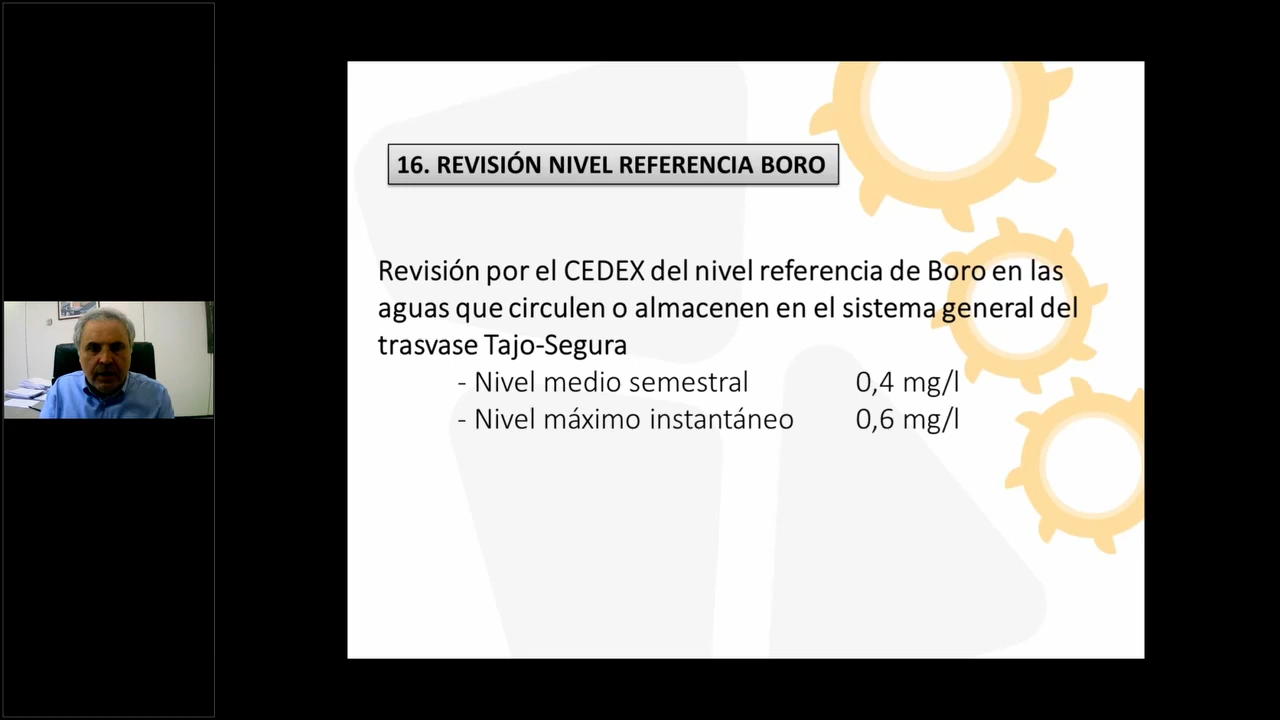 16. REVISIÓN NIVEL REFERENCIA BORO
Revisión por el CEDEX del nivel referencia de Boro en las
aguas que circulen o almacenen en el sistema general del
trasvase Tajo-Segura
- Nivel medio semestral 0,4 mg/l
- Nivel máximo instantáneo 0,6 mg/l